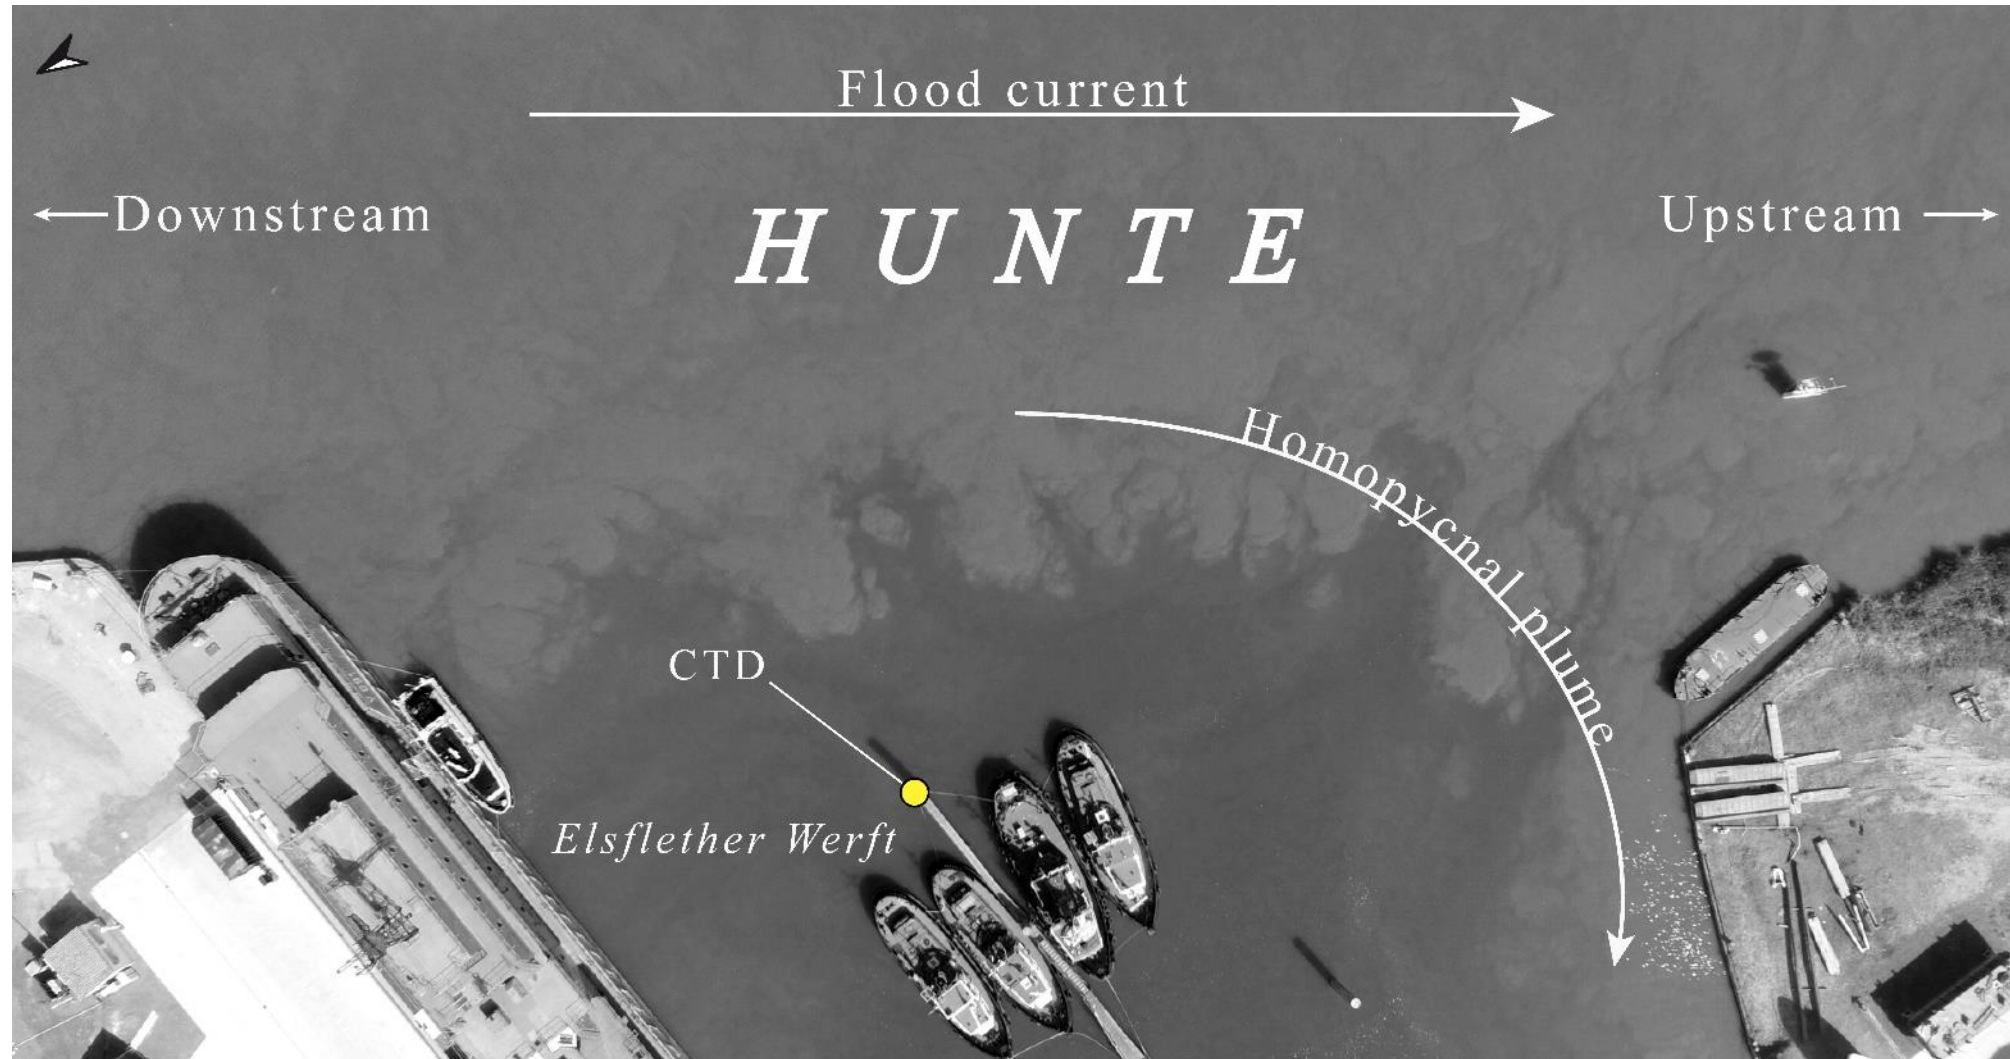 Flood current
Downstream
HUNTE
Upstream
Homopycnal plume
CTD
Elsflether Werft